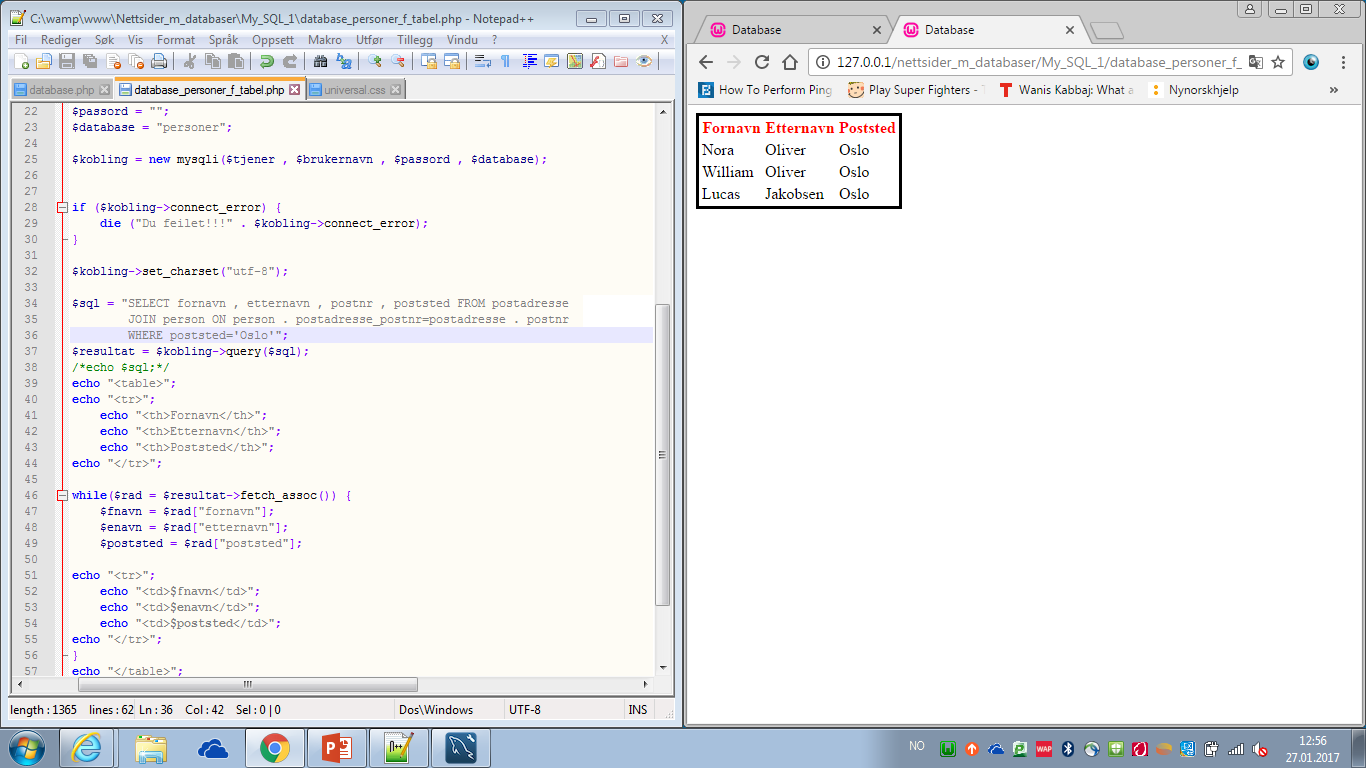 C:\wamp\www\Nettsider_m_databaser\My_SQL_1\database_personer_f_tabel.php - Notepad++
Fil Rediger Søk Vis Format Språk Oppsett Makro Utfør Tillegg Vindu ? X
database.php database_personer_f_tabel.php universal.css
22 $passord = "";
23 $database = "personer";
24
25 $kobling = new mysqli($tjener , $brukernavn , $passord , $database);
26
27
28 if ($kobling->connect_error) {
29 die ("Du feilet!!!" . $kobling->connect_error);
30 }
31
32 $kobling->set_charset("utf-8");
33
34 $sql = "SELECT fornavn , etternavn , postnr , poststed FROM postadresse
35 JOIN person ON person . postadresse_postnr=postadresse . postnr
36 WHERE poststed='Oslo'";
37 $resultat = $kobling->query($sql);
38 /*echo $sql;*/
39 echo "<table>";
40 echo "<tr>";
41 echo "<th>Fornavn</th>";
42 echo "<th>Etternavn</th>";
43 echo "<th>Poststed</th>";
44 echo "</tr>";
45
46 while($rad = $resultat->fetch_assoc()) {
47 $fnavn = $rad["fornavn"];
48 $enavn = $rad["etternavn"];
49 $poststed = $rad["poststed"];
50
51 echo "<tr>";
52 echo "<td>$fnavn</td>";
53 echo "<td>$enavn</td>";
54 echo "<td>$poststed</td>";
55 echo "</tr>";
56 }
57 echo "</table>";
length : 1365 lines : 62 Ln : 36 Col : 42 Sel : 0 | 0 Dos\Windows UTF-8 INS
Database Database
127.0.0.1/nettsider_m_databaser/My_SQL_1/database_personer_f_
How To Perform Ping Play Super Fighters - Wanis Kabbaj: What a Nynorskhjelp »
Fornavn Etternavn Poststed
Nora Oliver Oslo
William Oliver Oslo
Lucas Jakobsen Oslo
NO
WAP
12:56
27.01.2017